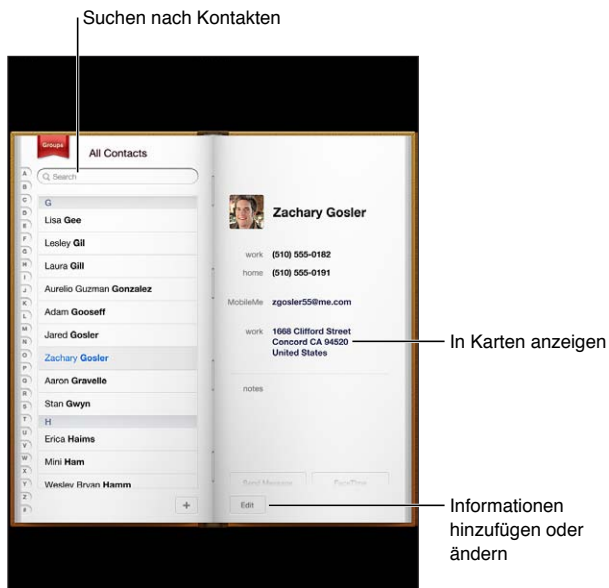 Suchen nach Kontakten
Groups
All Contacts
Search
A
B
C
D
E
F
G
H
I
J
K
L
M
N
O
P
Q
R
S
T
U
V
W
X
Y
Z
#
G
Lisa Gee
Lesley Gil
Laura Gill
Aurelio Guzman Gonzalez
Adam Gooseff
Jared Gosler
Zachary Gosler
Aaron Gravelle
Stan Gwyn
H
Erica Haims
Mini Ham
Wesley Bryan Hamm
+
Zachary Gosler
work (510) 555-0182
home (510) 555-0191
MobileMe zgosler55@me.com
work 1668 Clifford Street
Concord CA 94520
United States
notes
Send Message FaceTime
Edit
In Karten anzeigen
Informationen
hinzufügen oder
ändern